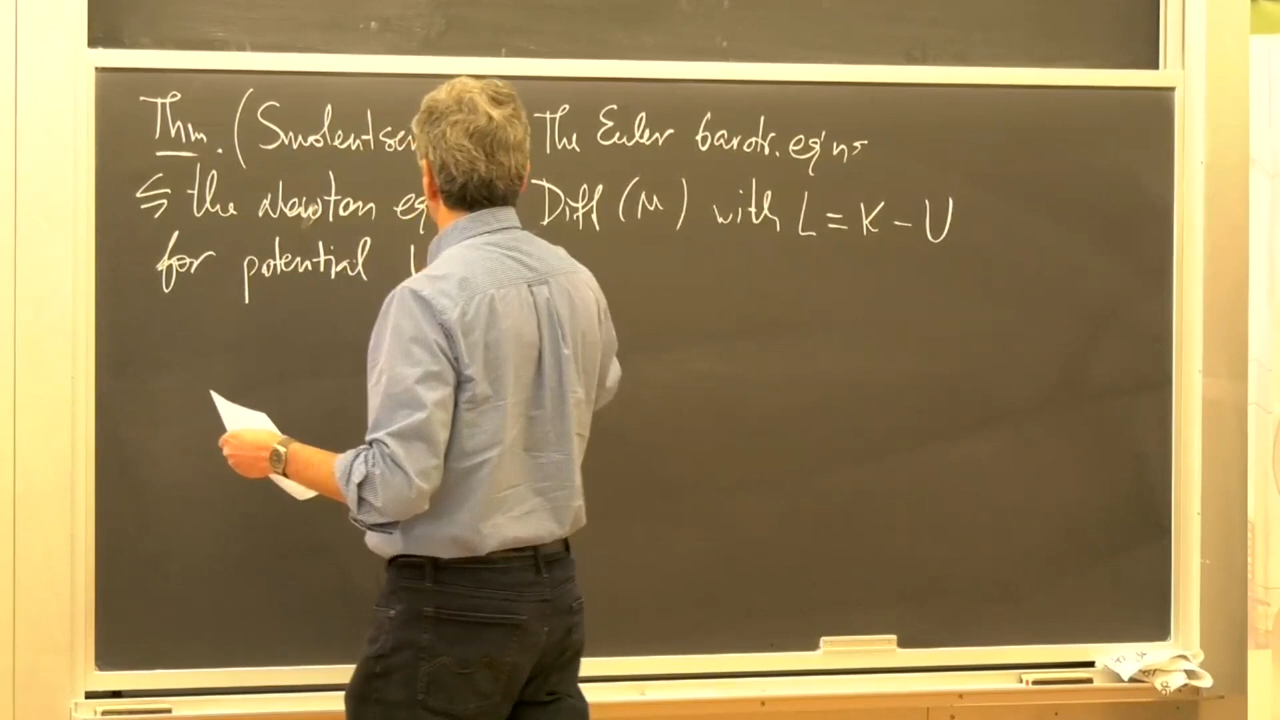 Thm. (Smolentsev The Euler barotr. eq'ns
≒ the Newton eq Diff (M) with L = K - U
for potential U